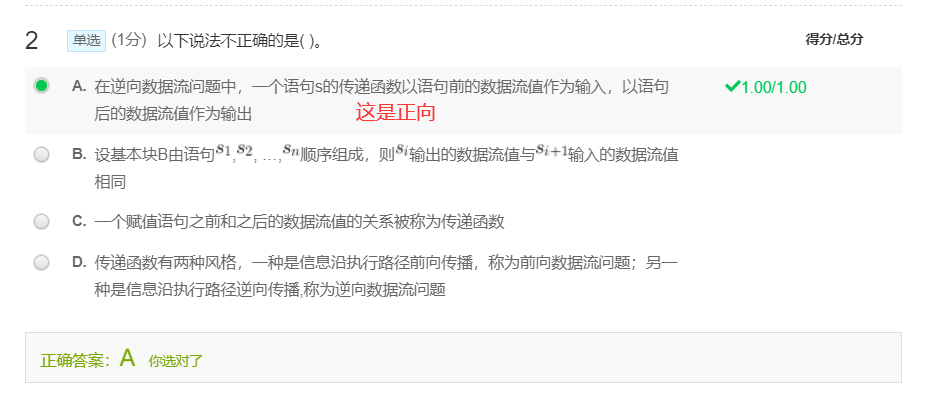 2 单选 (1分) 以下说法不正确的是( )。 得分/总分
A. 在逆向数据流问题中，一个语句s的传递函数以语句前的数据流值作为输入，以语句 1.00/1.00
后的数据流值作为输出 这是正向
B. 设基本块B由语句s1,s2, …,sn顺序组成，则si输出的数据流值与si+1输入的数据流值
相同
C. 一个赋值语句之前和之后的数据流值的关系被称为传递函数
D. 传递函数有两种风格，一种是信息沿执行路径前向传播，称为前向数据流问题；另一
种是信息沿执行路径逆向传播,称为逆向数据流问题
正确答案：A 你选对了